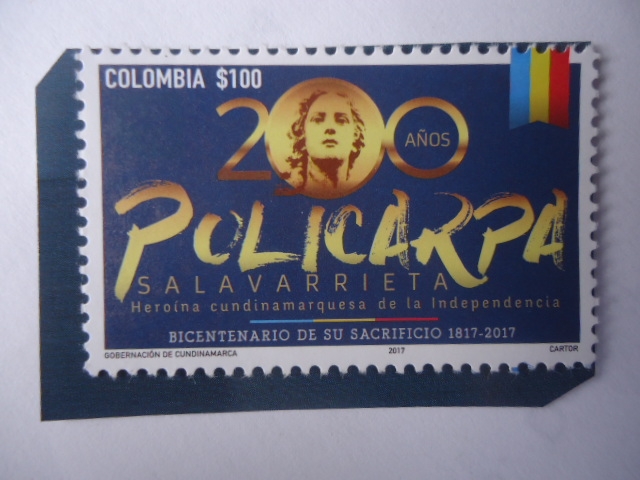 COLOMBIA $100
200 AÑOS
POLICARPA
SALAVARRIETA
Heroína cundinamarquesa de la Independencia
BICENTENARIO DE SU SACRIFICIO 1817-2017
GOBERNACIÓN DE CUNDINAMARCA 2017 CARTOR